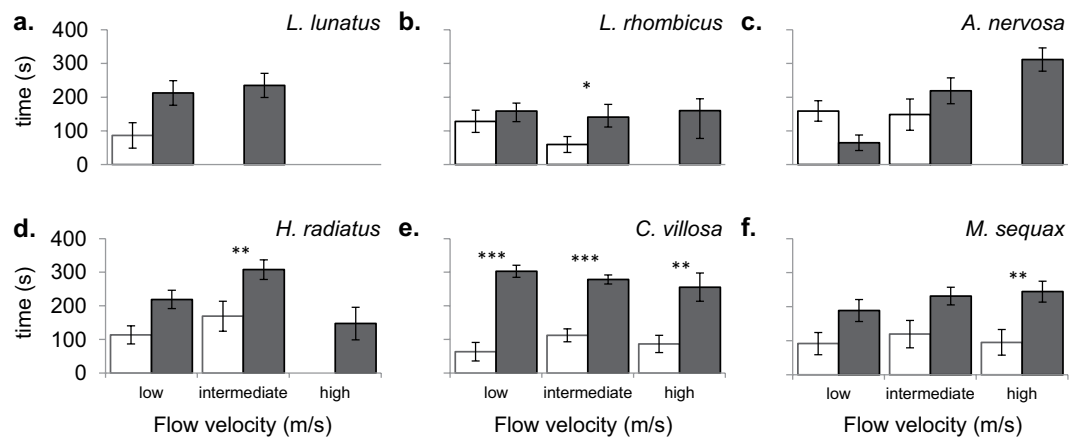 a. L. lunatus b. L. rhombicus c. A. nervosa
400
300
200
100
0
time (s)
*
d. H. radiatus e. C. villosa f. M. sequax
400
300
200
100
0
time (s)
**
***
***
**
**
low intermediate high low intermediate high low intermediate high
Flow velocity (m/s) Flow velocity (m/s) Flow velocity (m/s)